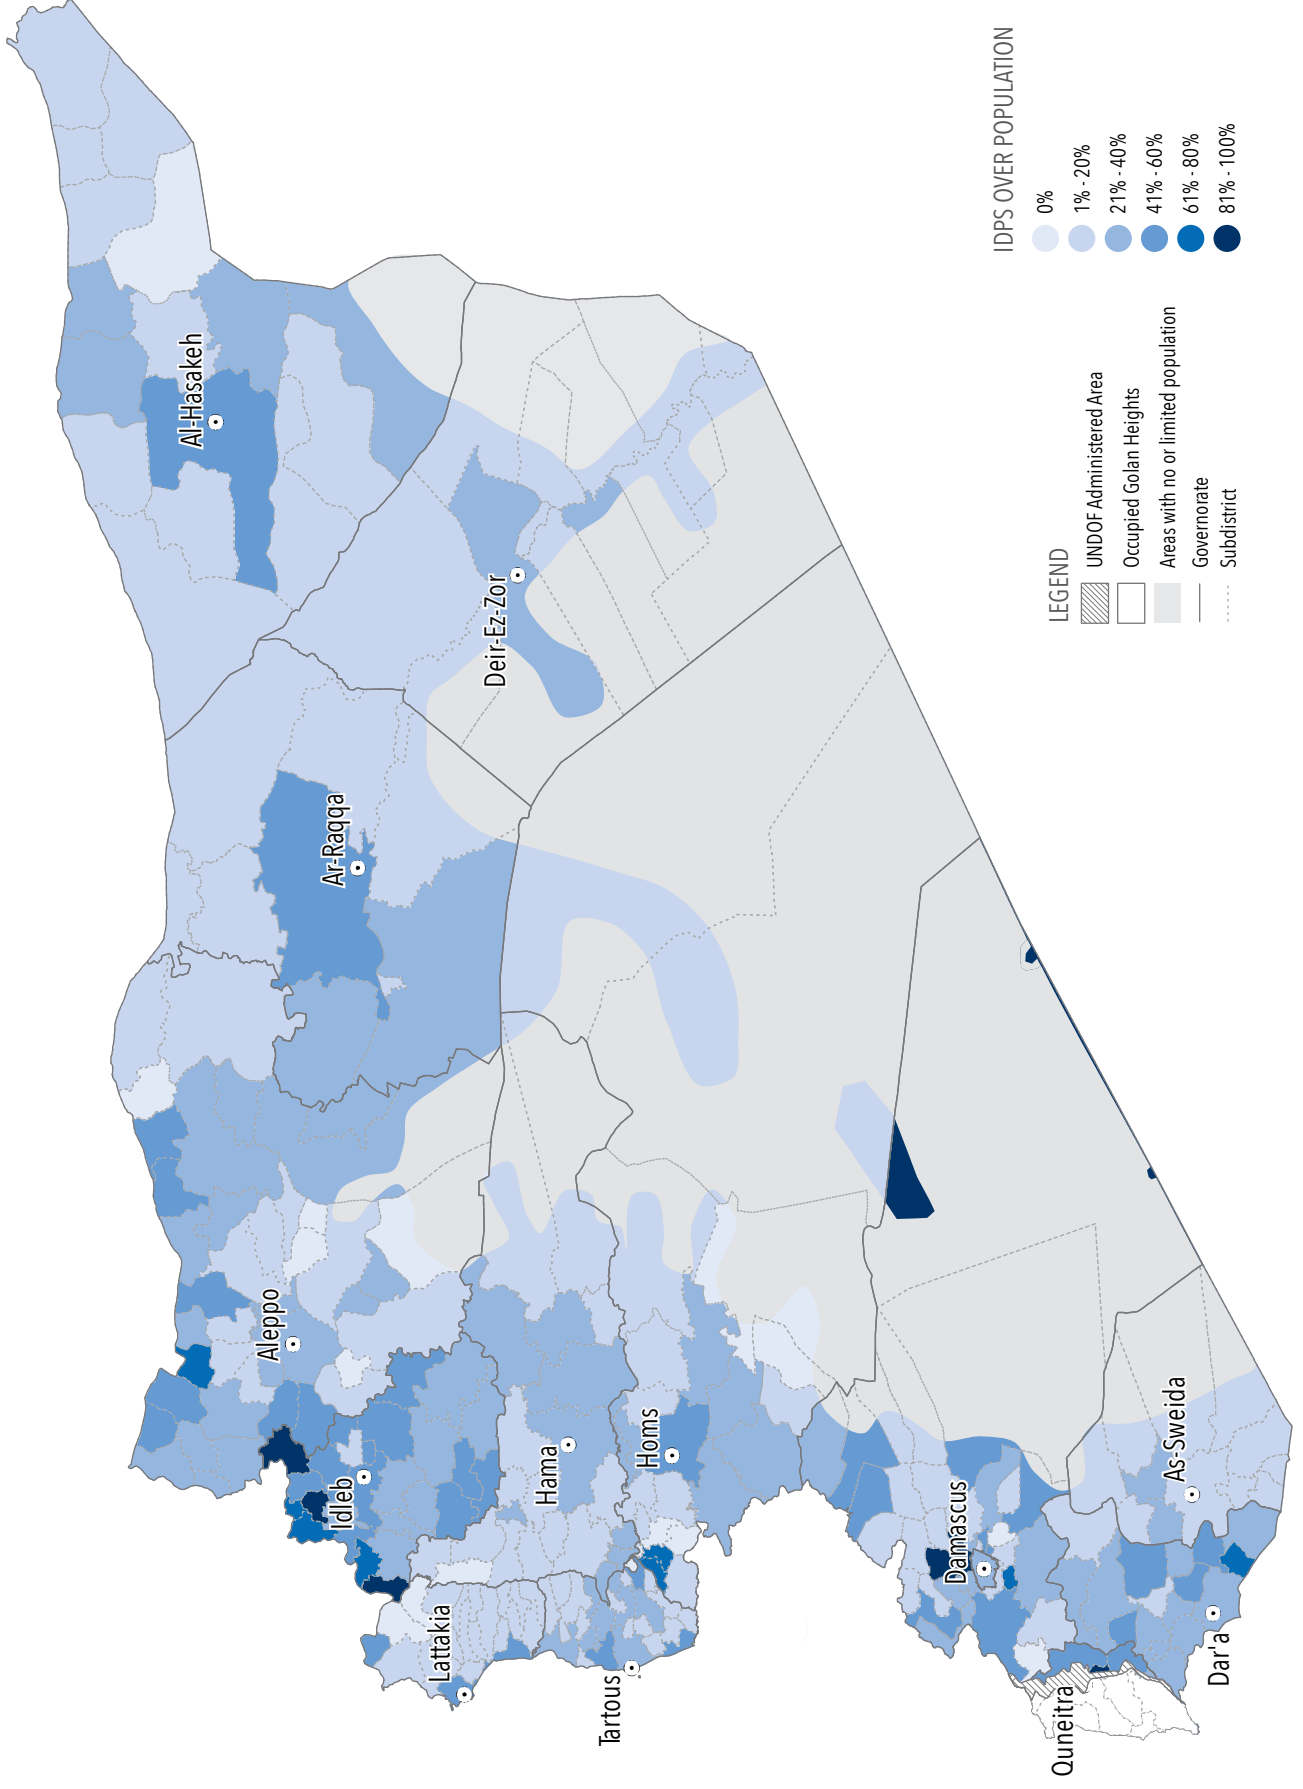 Al-Hasakeh
Deir-Ez-Zor
Ar-Raqqa
Aleppo
Idleb
Lattakia
Hama
Homs
Tartous
Damascus
Quneitra
Dar'a
As-Sweida
LEGEND
UNDOF Administered Area
Occupied Golan Heights
Areas with no or limited population
Governorate
Subdistrict
IDPS OVER POPULATION
0%
1% - 20%
21% - 40%
41% - 60%
61% - 80%
81% - 100%